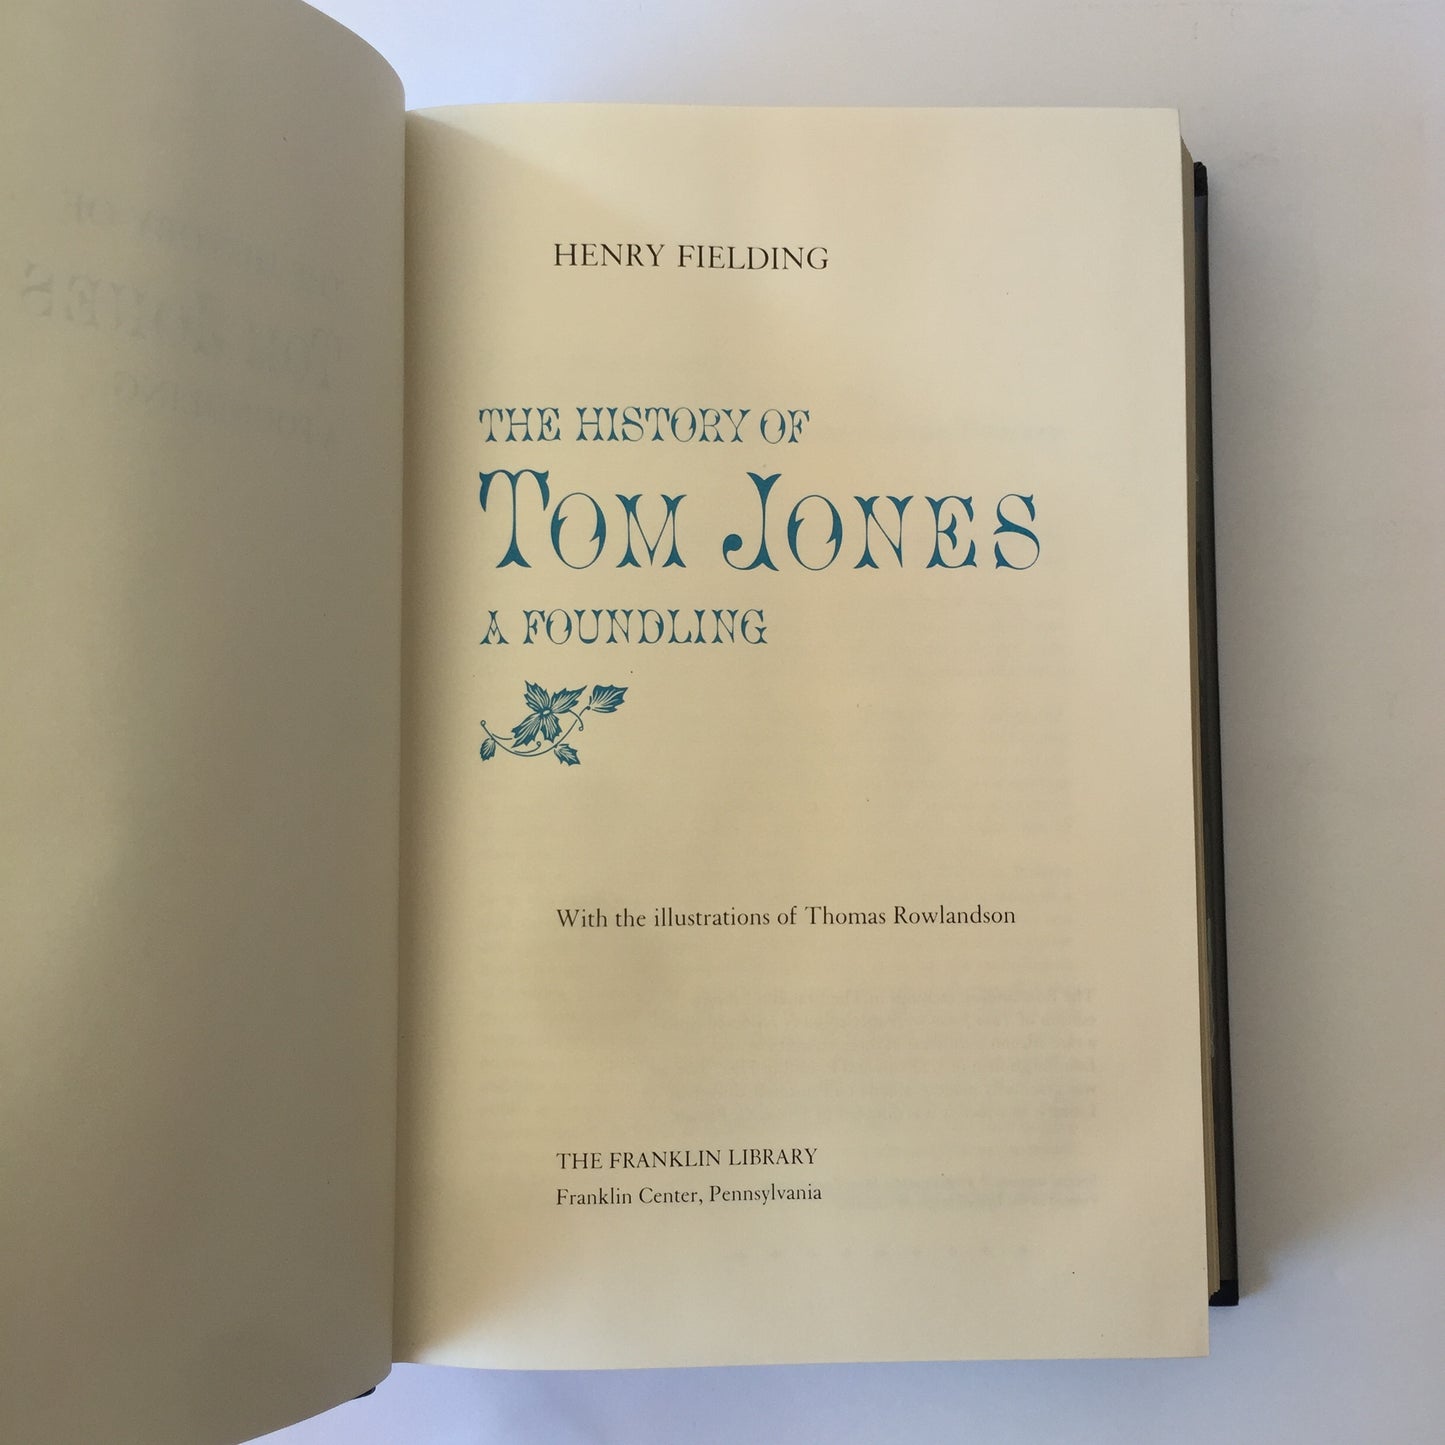 HENRY FIELDING
THE HISTORY OF
TOM JONES
A FOUNDLING
With the illustrations of Thomas Rowlandson
THE FRANKLIN LIBRARY
Franklin Center, Pennsylvania